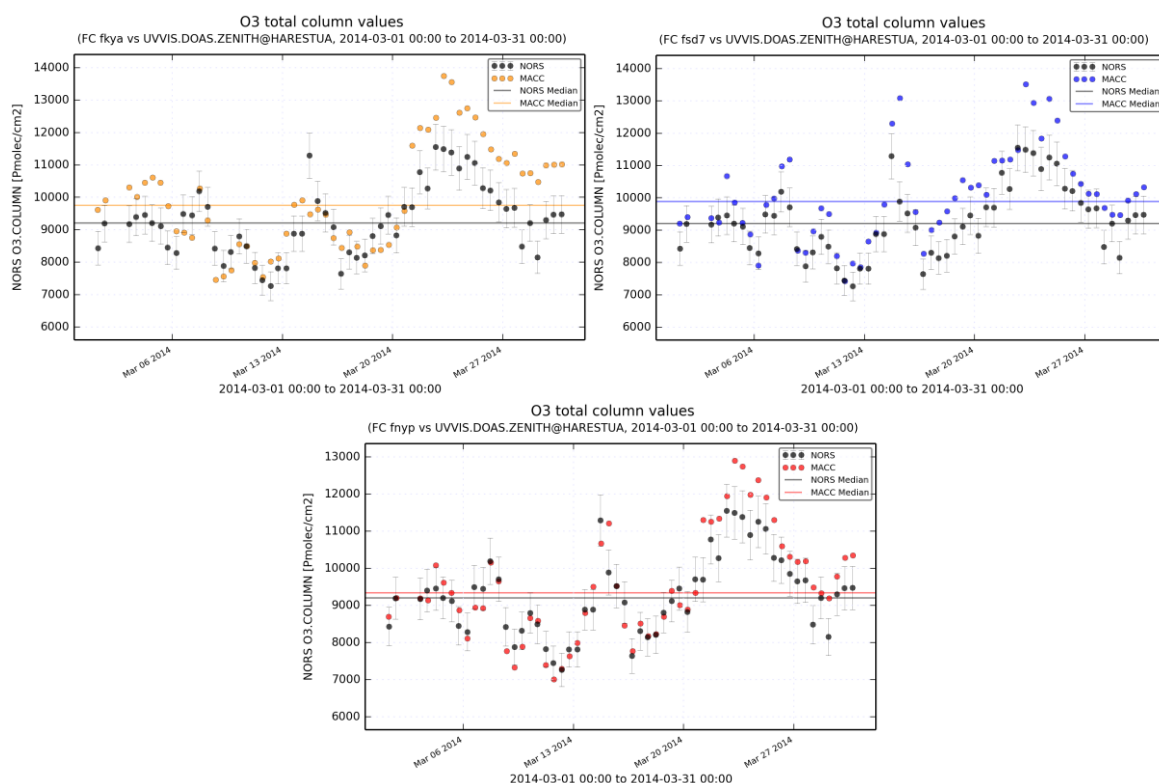 O3 total column values
(FC fkya vs UVVIS.DOAS.ZENITH@HARESTUA, 2014-03-01 00:00 to 2014-03-31 00:00)
NORS
MACC
NORS Median
MACC Median
NORS O3.COLUMN [Pmolec/cm2]
14000
13000
12000
11000
10000
9000
8000
7000
6000
Mar 06 2014
Mar 13 2014
Mar 20 2014
Mar 27 2014
2014-03-01 00:00 to 2014-03-31 00:00
O3 total column values
(FC fsd7 vs UVVIS.DOAS.ZENITH@HARESTUA, 2014-03-01 00:00 to 2014-03-31 00:00)
NORS
MACC
NORS Median
MACC Median
NORS O3.COLUMN [Pmolec/cm2]
14000
13000
12000
11000
10000
9000
8000
7000
6000
Mar 06 2014
Mar 13 2014
Mar 20 2014
Mar 27 2014
2014-03-01 00:00 to 2014-03-31 00:00
O3 total column values
(FC fnyp vs UVVIS.DOAS.ZENITH@HARESTUA, 2014-03-01 00:00 to 2014-03-31 00:00)
NORS
MACC
NORS Median
MACC Median
NORS O3.COLUMN [Pmolec/cm2]
13000
12000
11000
10000
9000
8000
7000
6000
Mar 06 2014
Mar 13 2014
Mar 20 2014
Mar 27 2014
2014-03-01 00:00 to 2014-03-31 00:00